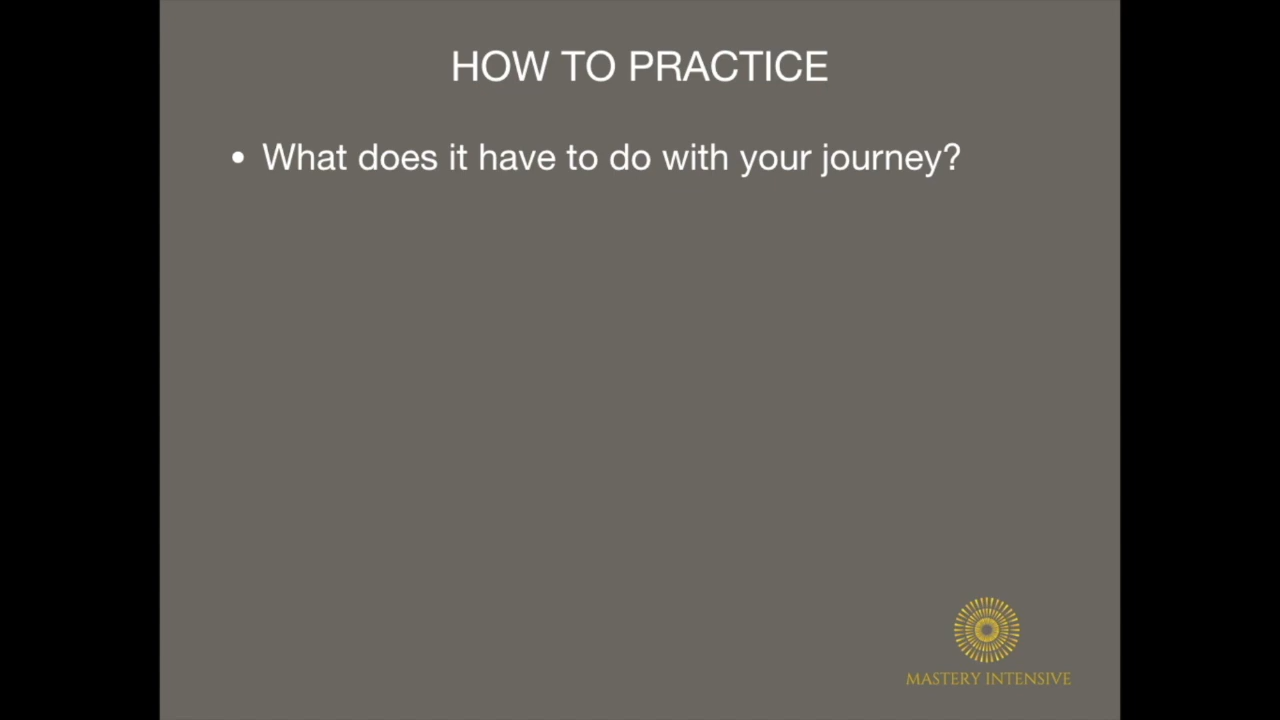 HOW TO PRACTICE
• What does it have to do with your journey?
MASTERY INTENSIVE